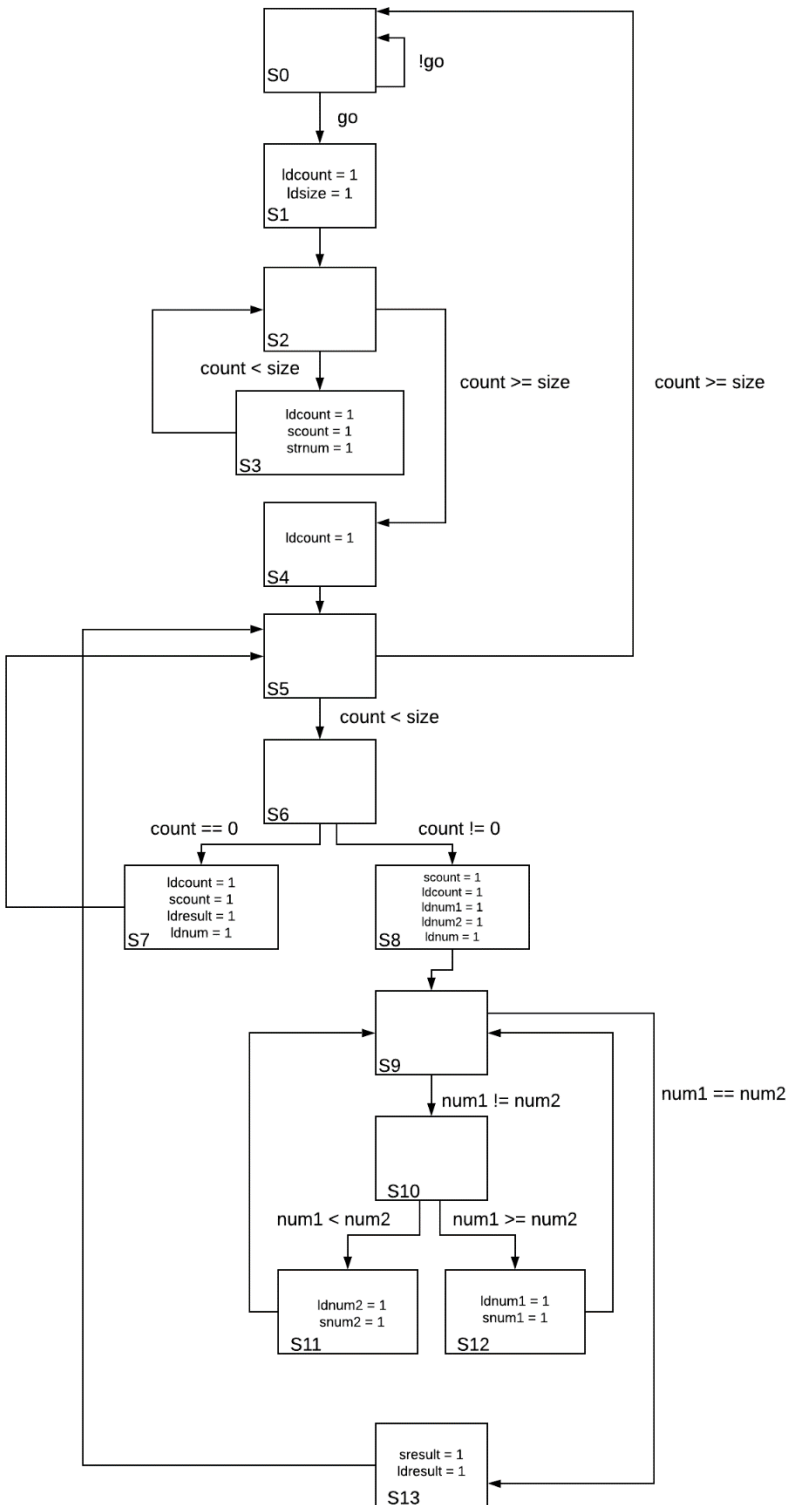 S0
!go
go
ldcount = 1
ldsize = 1
S1
S2
count < size
count >= size
count >= size
ldcount = 1
scount = 1
strnum = 1
S3
ldcount = 1
S4
S5
count < size
S6
count == 0
count != 0
ldcount = 1
scount = 1
ldresult = 1
ldnum = 1
S7
scount = 1
ldcount = 1
ldnum1 = 1
ldnum2 = 1
ldnum = 1
S8
S9
num1 != num2
num1 == num2
S10
num1 < num2
num1 >= num2
ldnum2 = 1
snum2 = 1
S11
ldnum1 = 1
snum1 = 1
S12
sresult = 1
ldresult = 1
S13